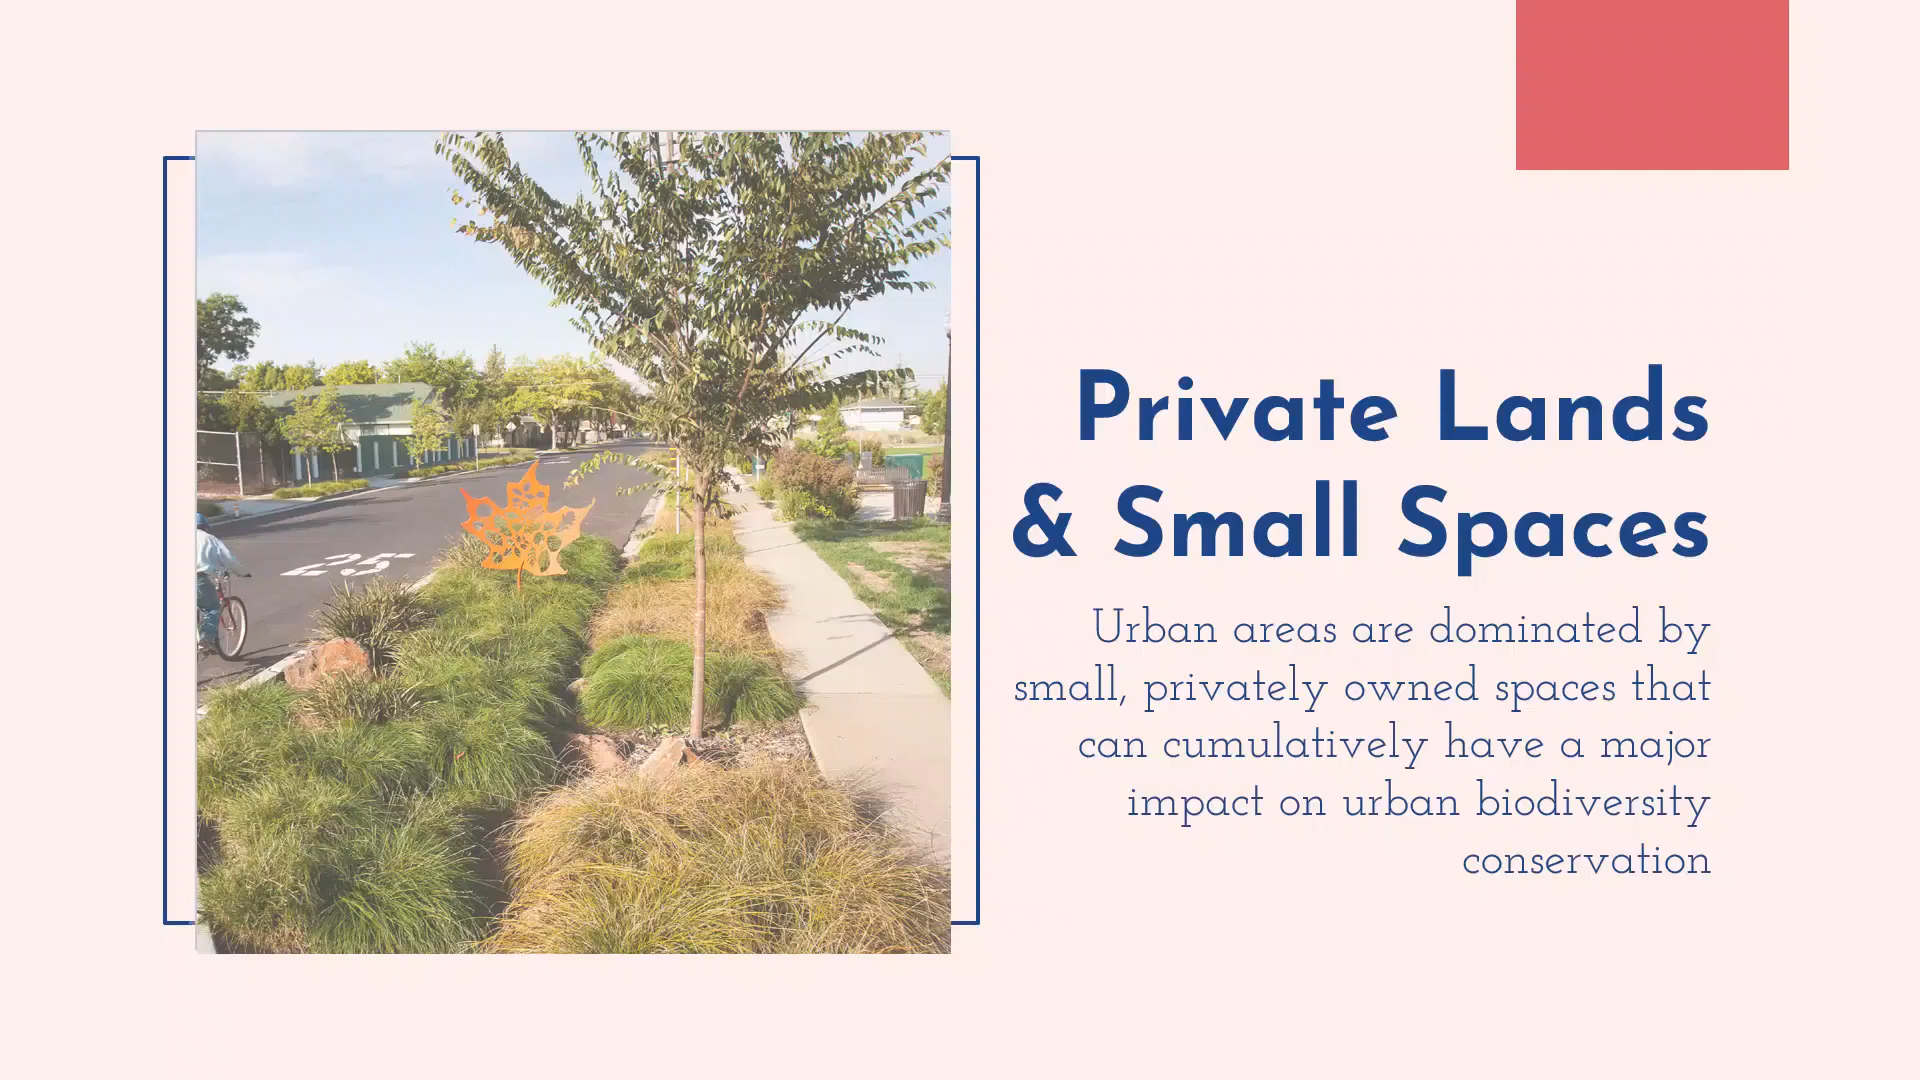 Private Lands
& Small Spaces
Urban areas are dominated by
small, privately owned spaces that
can cumulatively have a major
impact on urban biodiversity
conservation
25